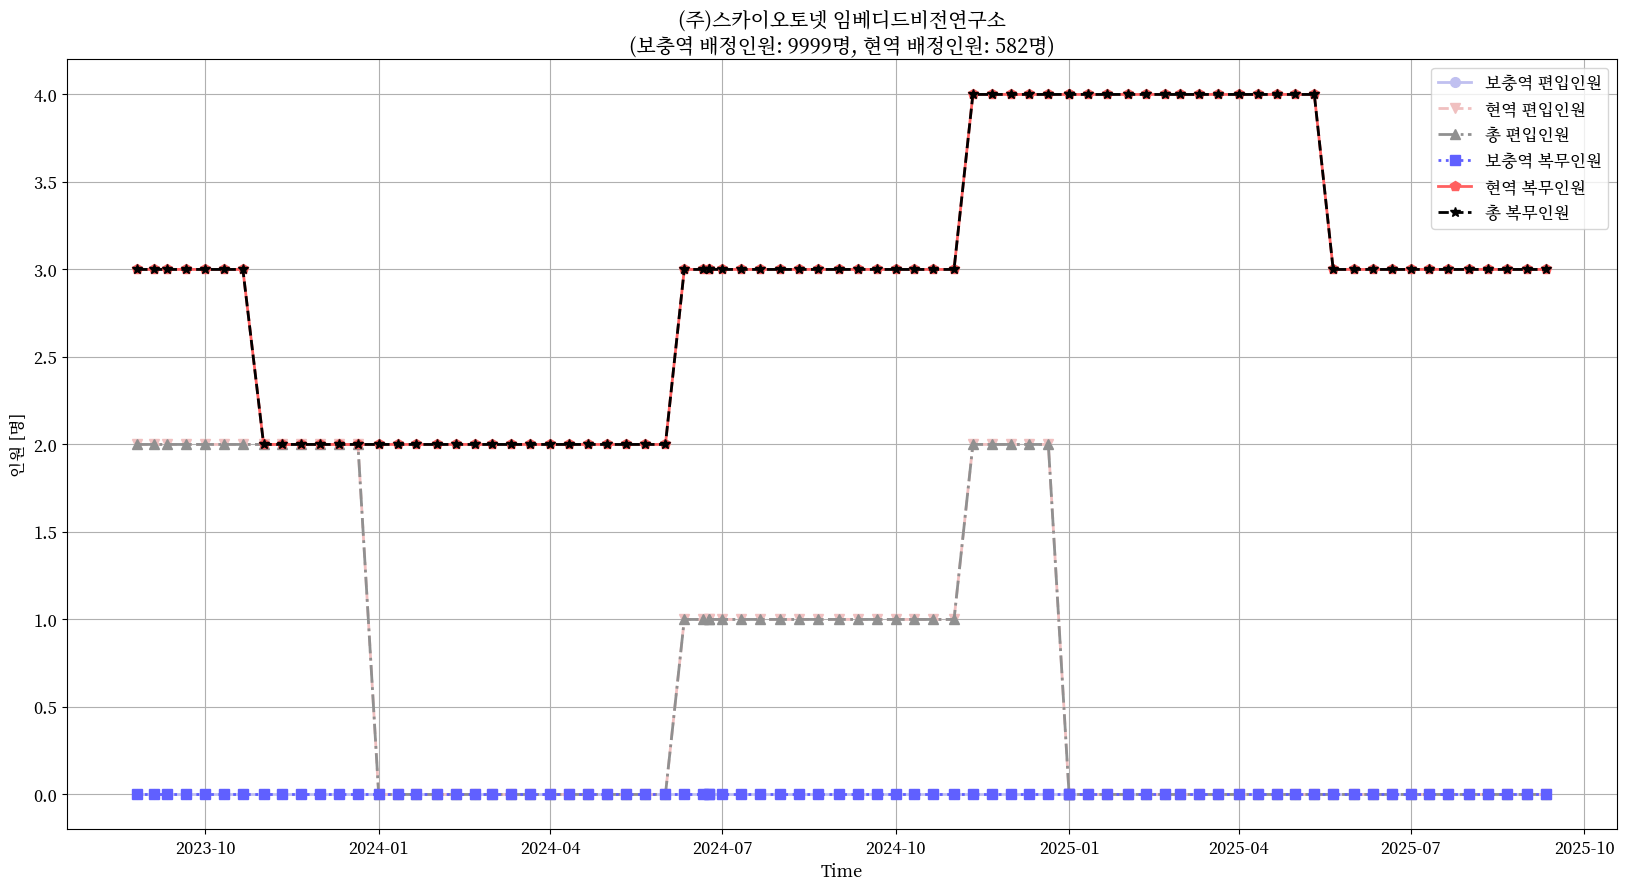 (주)스카이오토넷 임베디드비전연구소
(보충역 배정인원: 9999명, 현역 배정인원: 582명)
보충역 편입인원
현역 편입인원
총 편입인원
보충역 복무인원
현역 복무인원
총 복무인원
4.0
3.5
3.0
2.5
2.0
1.5
1.0
0.5
0.0
인원 [명]
2023-10
2024-01
2024-04
2024-07
2024-10
2025-01
2025-04
2025-07
2025-10
Time